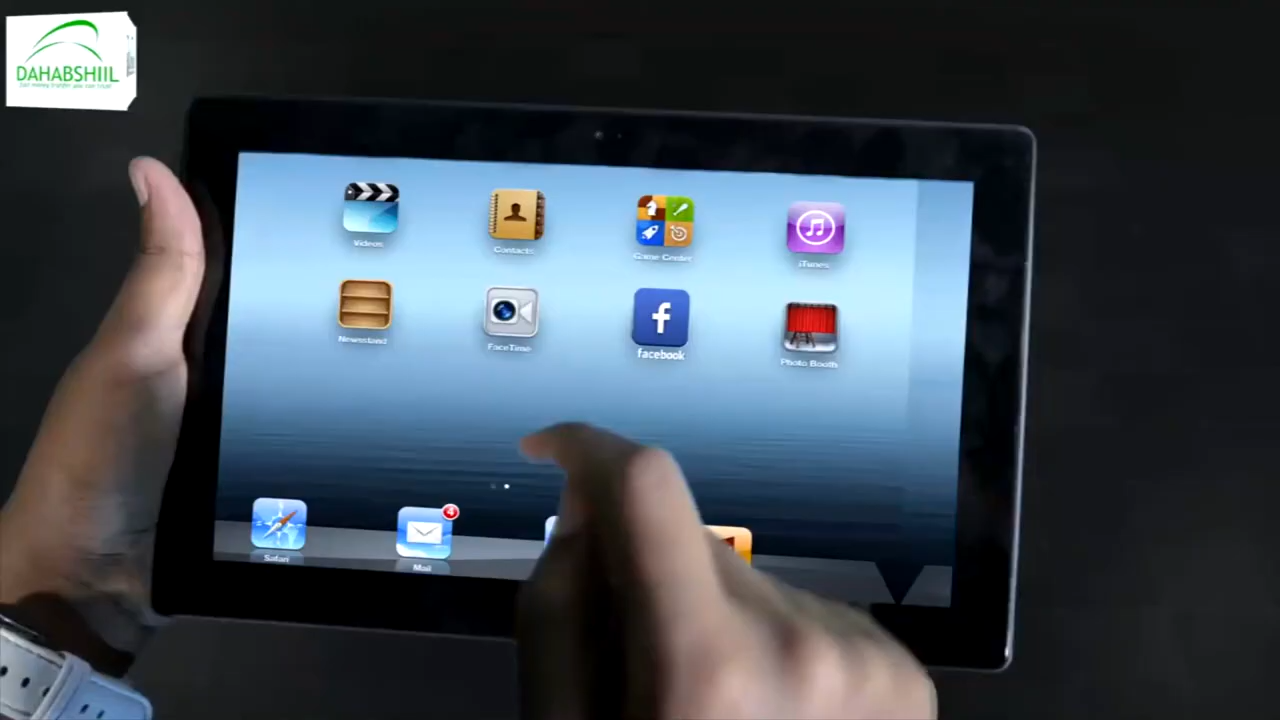 DAHABSHIIL
Videos
Contacts
Game Center
iTunes
Newsstand
FaceTime
f
facebook
Photo Booth
4
Safari
Mail